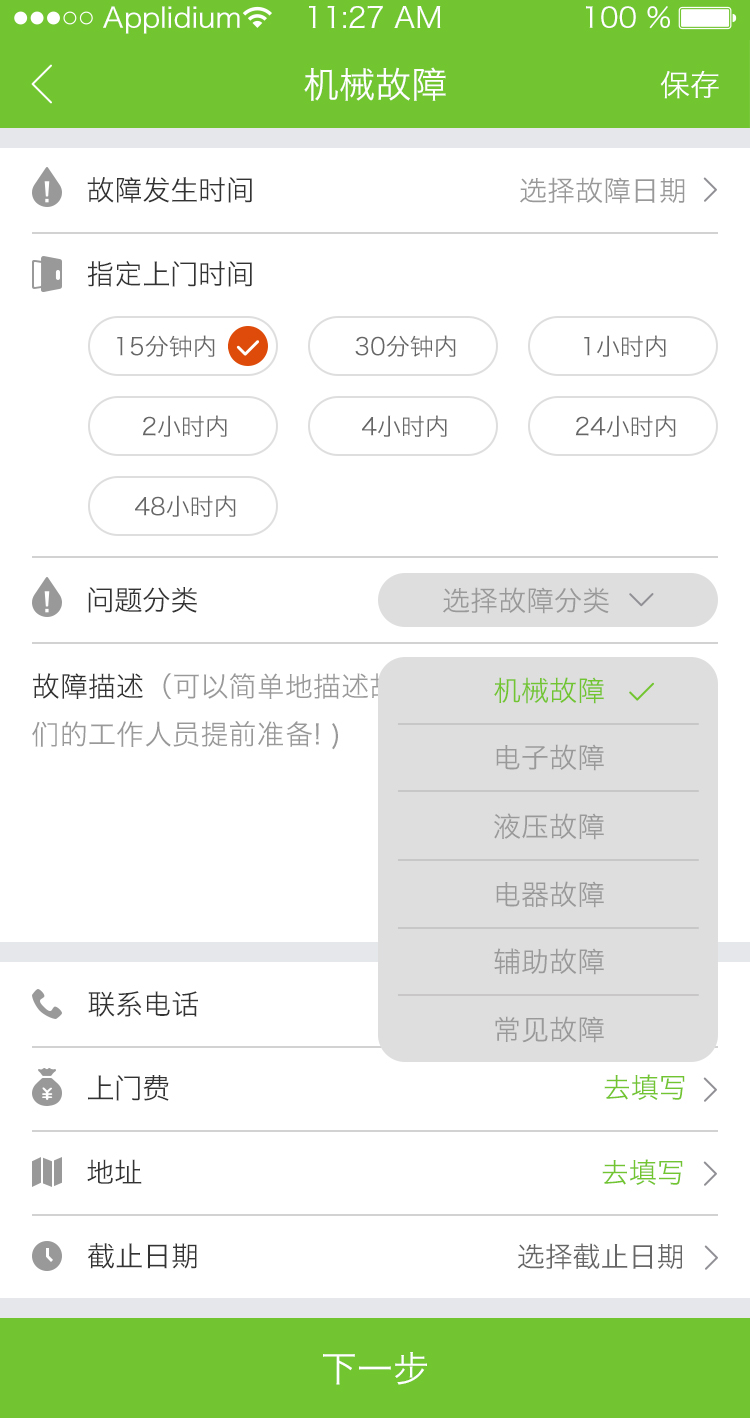 Applidium 11:27 AM 100 %
机械故障 保存
故障发生时间 选择故障日期
指定上门时间
15分钟内 30分钟内 1小时内
2小时内 4小时内 24小时内
48小时内
问题分类 选择故障分类
故障描述（可以简单地描述
们的工作人员提前准备!）
机械故障
电子故障
液压故障
电器故障
辅助故障
常见故障
联系电话
上门费 去填写
地址 去填写
截止日期 选择截止日期
下一步